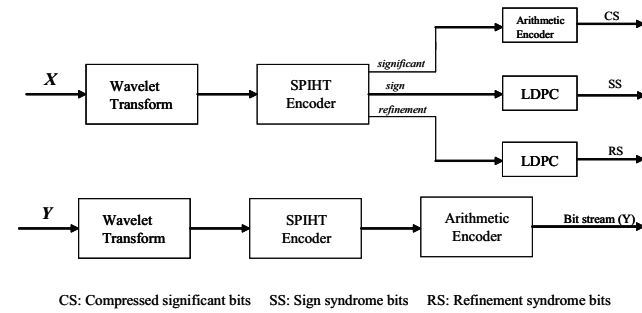 Arithmetic
Encoder
CS
significant
X
Wavelet
Transform
SPIHT
Encoder
sign
LDPC
SS
refinement
LDPC
RS
Y
Wavelet
Transform
SPIHT
Encoder
Arithmetic
Encoder
Bit stream (Y)
CS: Compressed significant bits SS: Sign syndrome bits RS: Refinement syndrome bits